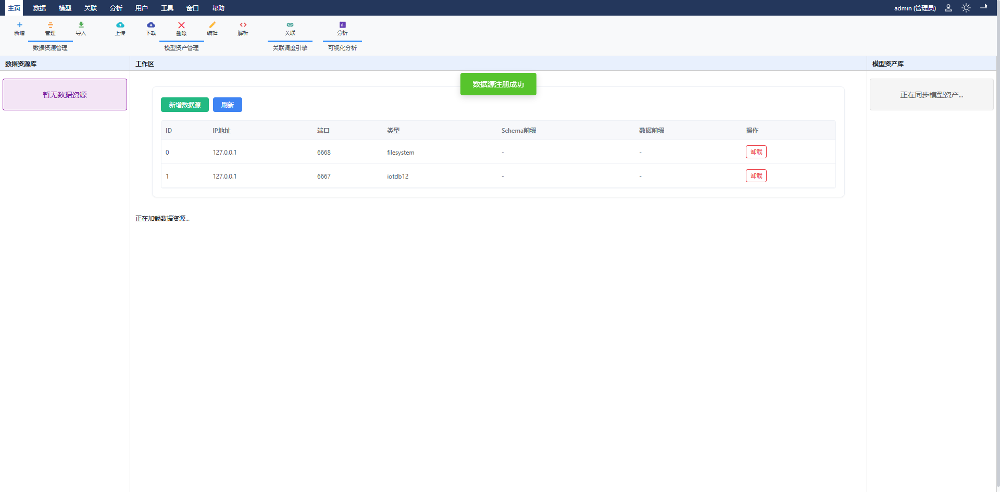 主页 数据 模型 关联 分析 用户 工具 窗口 帮助 admin (管理员)
新增 管理 导入 上传 下载 删除 编辑 解析 关联 分析
数据资源管理 模型资产管理 关联调度引擎 可视化分析
数据资源库 工作区 模型资产库
数据源注册成功
暂无数据资源 正在同步模型资产...
新增数据源 刷新
ID IP地址 端口 类型 Schema前缀 数据前缀 操作
0 127.0.0.1 6668 filesystem - - 卸载
1 127.0.0.1 6667 iotdb12 - - 卸载
正在加载数据资源...